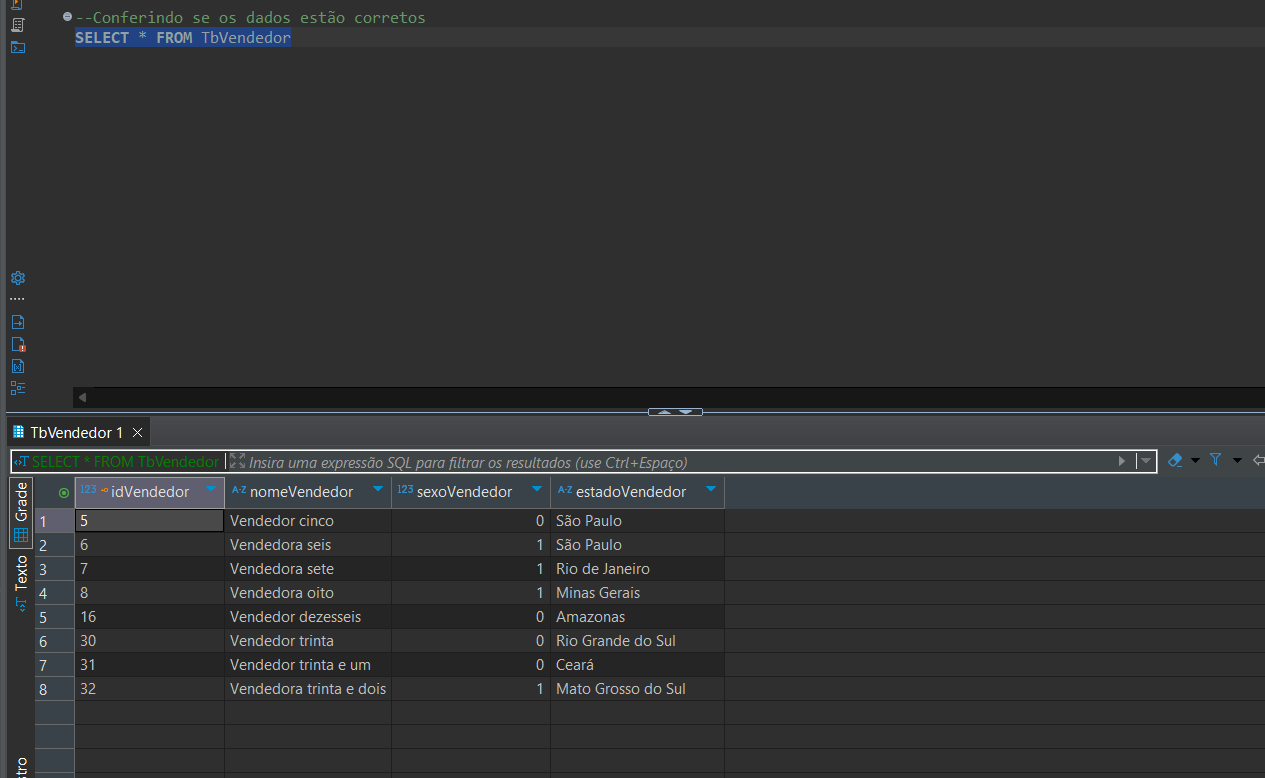 --Conferindo se os dados estão corretos
SELECT * FROM TbVendedor
TbVendedor 1
SELECT * FROM TbVendedor Insira uma expressão SQL para filtrar os resultados (use Ctrl+Espaço)
Grade
Texto
stro
123 idVendedor A-Z nomeVendedor 123 sexoVendedor A-Z estadoVendedor
1 5 Vendedor cinco 0 São Paulo
2 6 Vendedora seis 1 São Paulo
3 7 Vendedora sete 1 Rio de Janeiro
4 8 Vendedora oito 1 Minas Gerais
5 16 Vendedor dezesseis 0 Amazonas
6 30 Vendedor trinta 0 Rio Grande do Sul
7 31 Vendedor trinta e um 0 Ceará
8 32 Vendedora trinta e dois 1 Mato Grosso do Sul